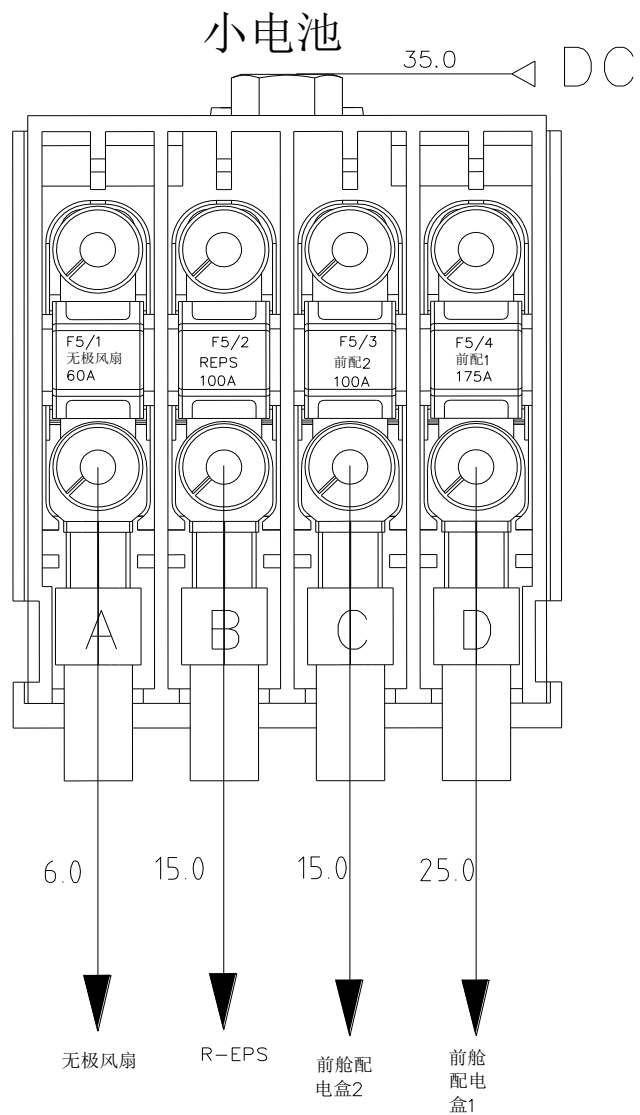 小电池
35.0
DC
F5/1
无极风扇
60A
F5/2
REPS
100A
F5/3
前配2
100A
F5/4
前配1
175A
A
B
C
D
6.0
15.0
15.0
25.0
无极风扇
R-EPS
前舱配
电盒2
前舱
配电
盒1